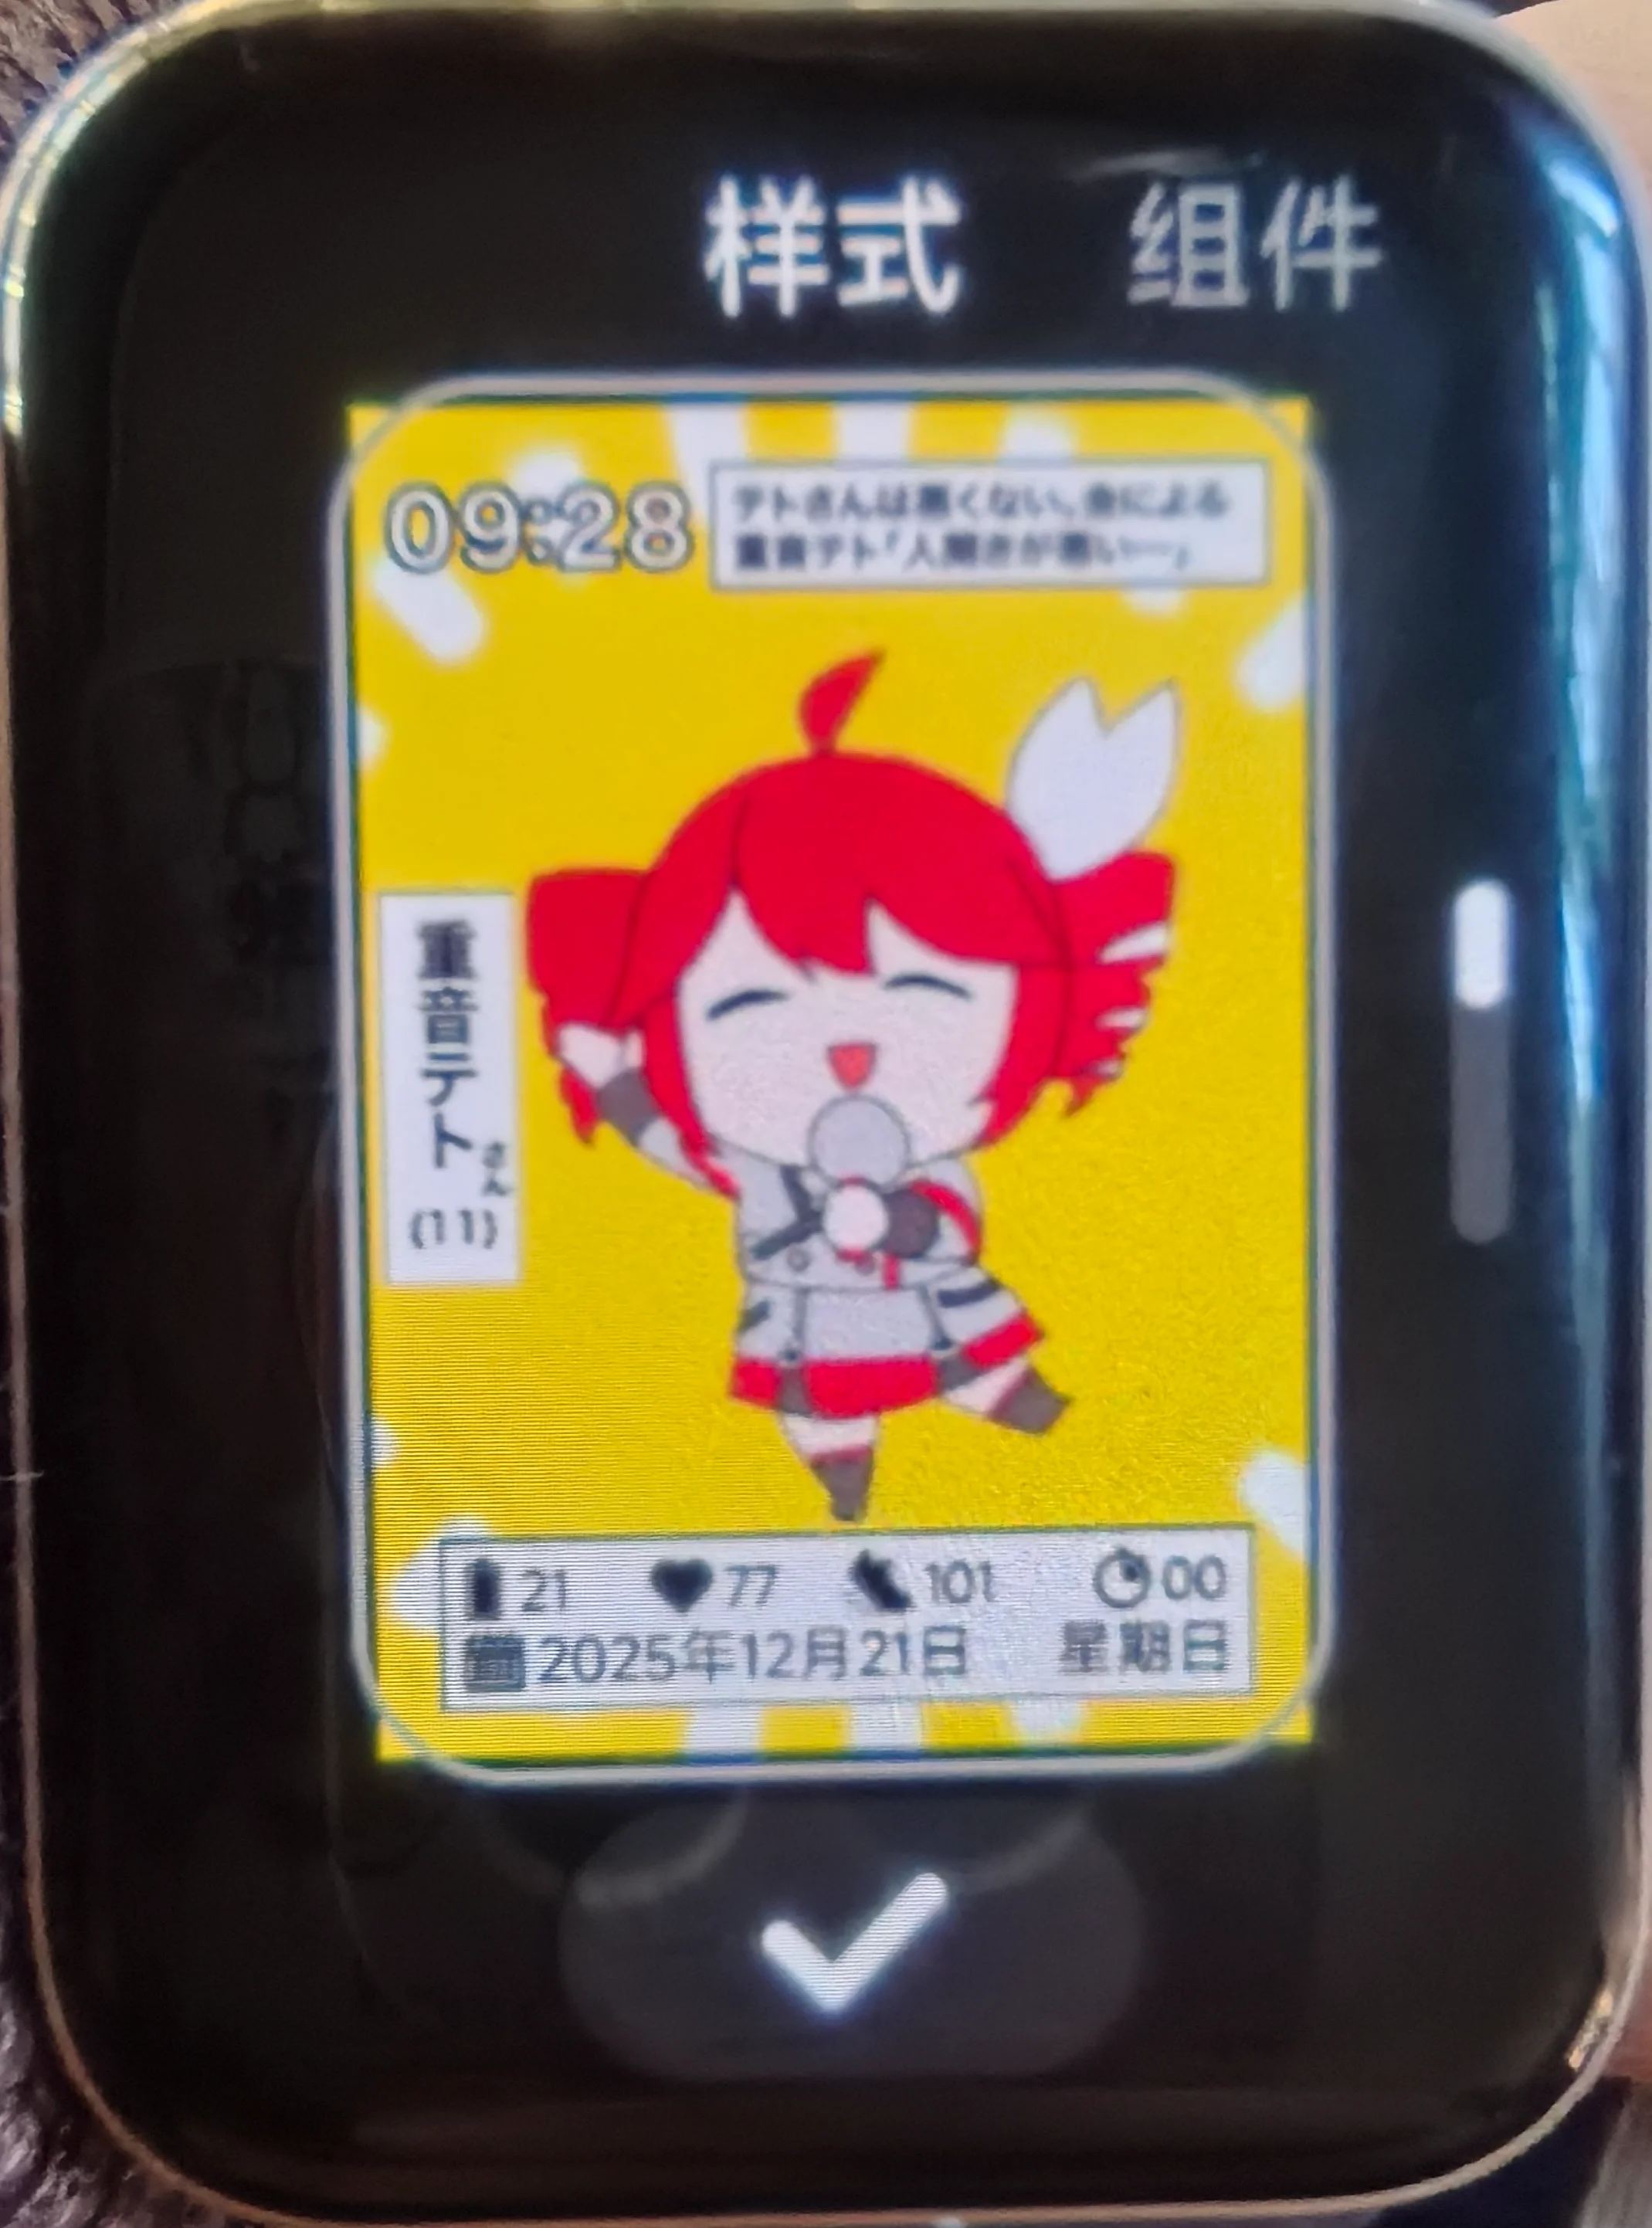 样式 组件
09:28
テトさんは悪くない、会による
重音テト「人聞きが悪い
重音テト
さん
(11)
21 77 101 00
2025年12月21日 星期日